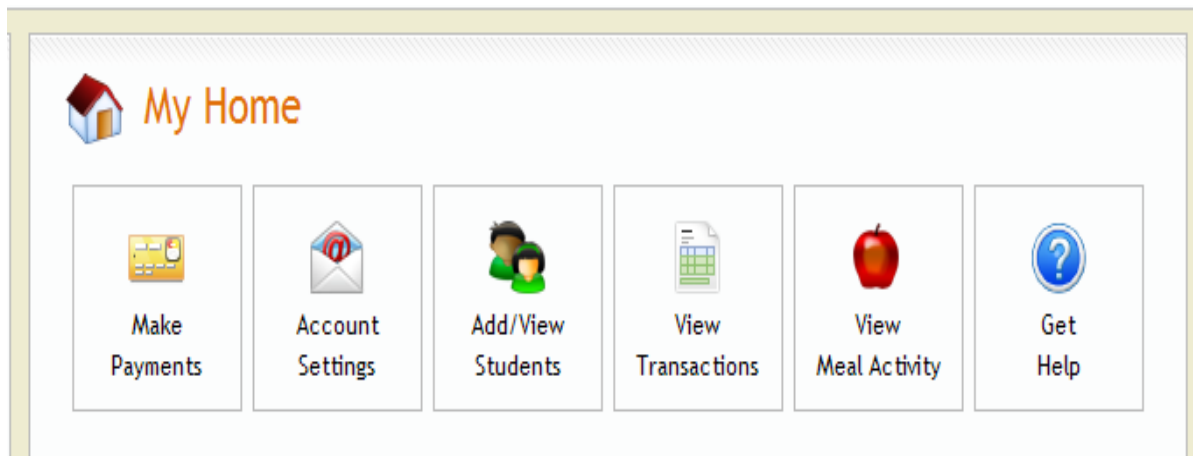 My Home
Make
Payments
Account
Settings
Add/View
Students
View
Transactions
View
Meal Activity
Get
Help